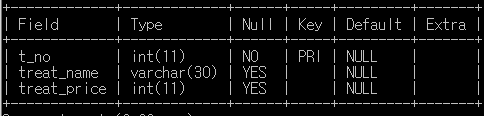 +-------------+-------------+------+-----+---------+-------+
| Field       | Type        | Null | Key | Default | Extra |
+-------------+-------------+------+-----+---------+-------+
| t_no        | int(11)     | NO   | PRI | NULL    |       |
| treat_name  | varchar(30) | YES  |     | NULL    |       |
| treat_price | int(11)     | YES  |     | NULL    |       |
+-------------+-------------+------+-----+---------+-------+